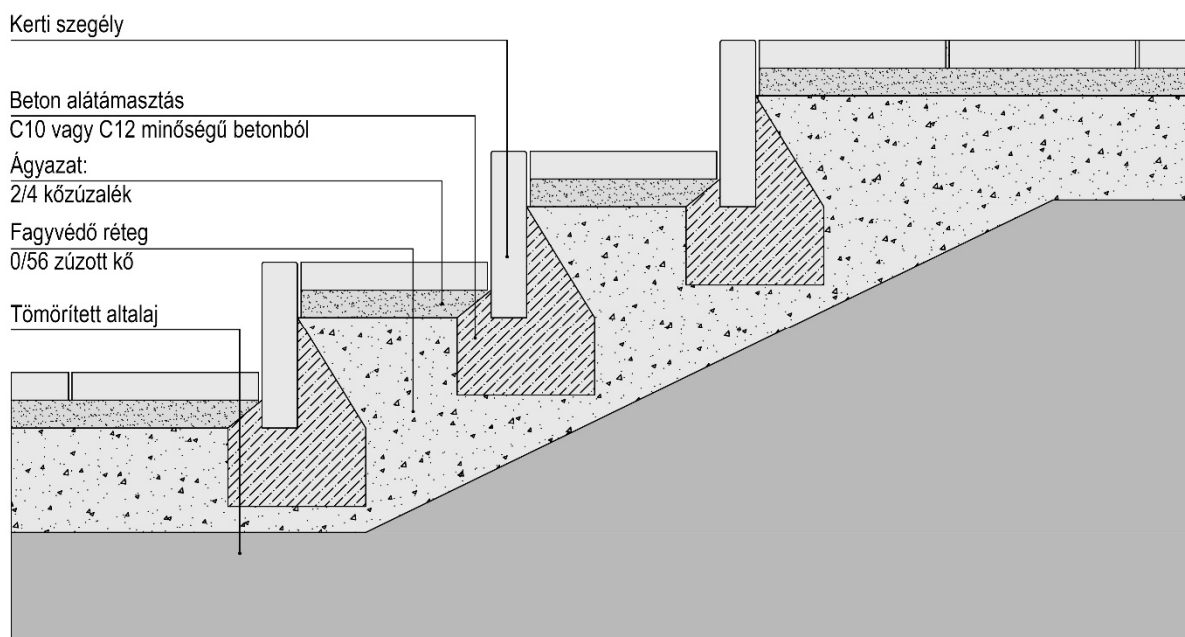 Kerti szegély
Beton alátámasztás
C10 vagy C12 minőségű betonból
Ágyazat:
2/4 kőzúzalék
Fagyvédő réteg
0/56 zúzott kő
Tömörített altalaj